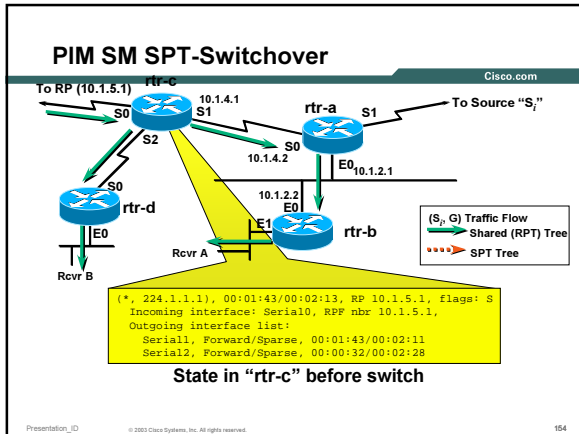 PIM SM SPT-Switchover
Cisco.com
To RP (10.1.5.1)
rtr-c
10.1.4.1
S0
S1
S2
rtr-a
S1
To Source "Si"
S0
10.1.4.2
E0
10.1.2.1
S0
rtr-d
E0
Rcvr B
10.1.2.2
E0
E1
rtr-b
Rcvr A
(Si, G) Traffic Flow
Shared (RPT) Tree
SPT Tree
(*, 224.1.1.1), 00:01:43/00:02:13, RP 10.1.5.1, flags: S
Incoming interface: Serial0, RPF nbr 10.1.5.1,
Outgoing interface list:
Serial1, Forward/Sparse, 00:01:43/00:02:11
Serial2, Forward/Sparse, 00:00:32/00:02:28
State in "rtr-c" before switch
Presentation_ID
© 2003 Cisco Systems, Inc. All rights reserved.
154